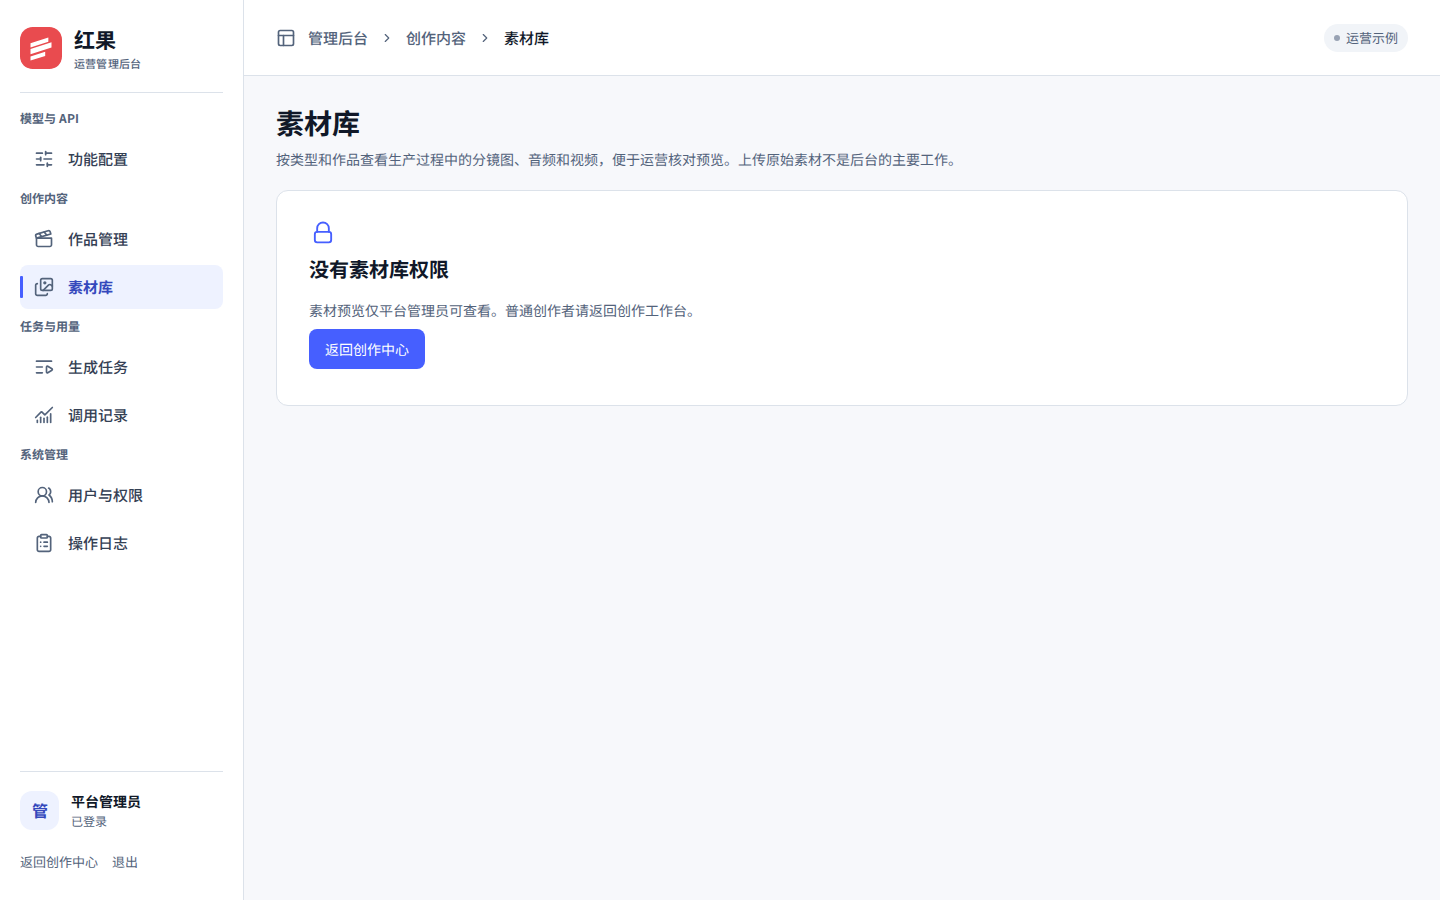 红果
运营管理后台
模型与 API
功能配置
创作内容
作品管理
素材库
任务与用量
生成任务
调用记录
系统管理
用户与权限
操作日志
管
平台管理员
已登录
返回创作中心 退出
管理后台 > 创作内容 > 素材库
运营示例
素材库
按类型和作品查看生产过程中的分镜图、音频和视频，便于运营核对预览。上传原始素材不是后台的主要工作。
没有素材库权限
素材预览仅平台管理员可查看。普通创作者请返回创作工作台。
返回创作中心